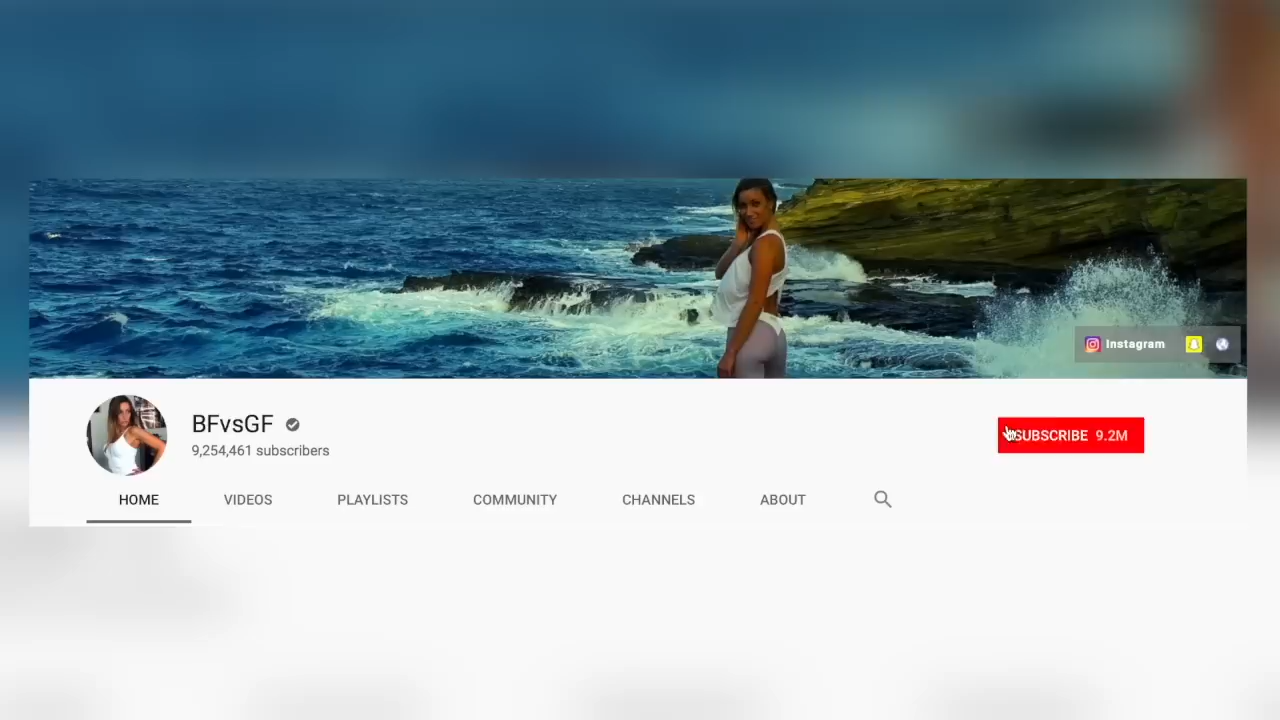 Instagram
BFvsGF
9,254,461 subscribers
SUBSCRIBE 9.2M
HOME VIDEOS PLAYLISTS COMMUNITY CHANNELS ABOUT